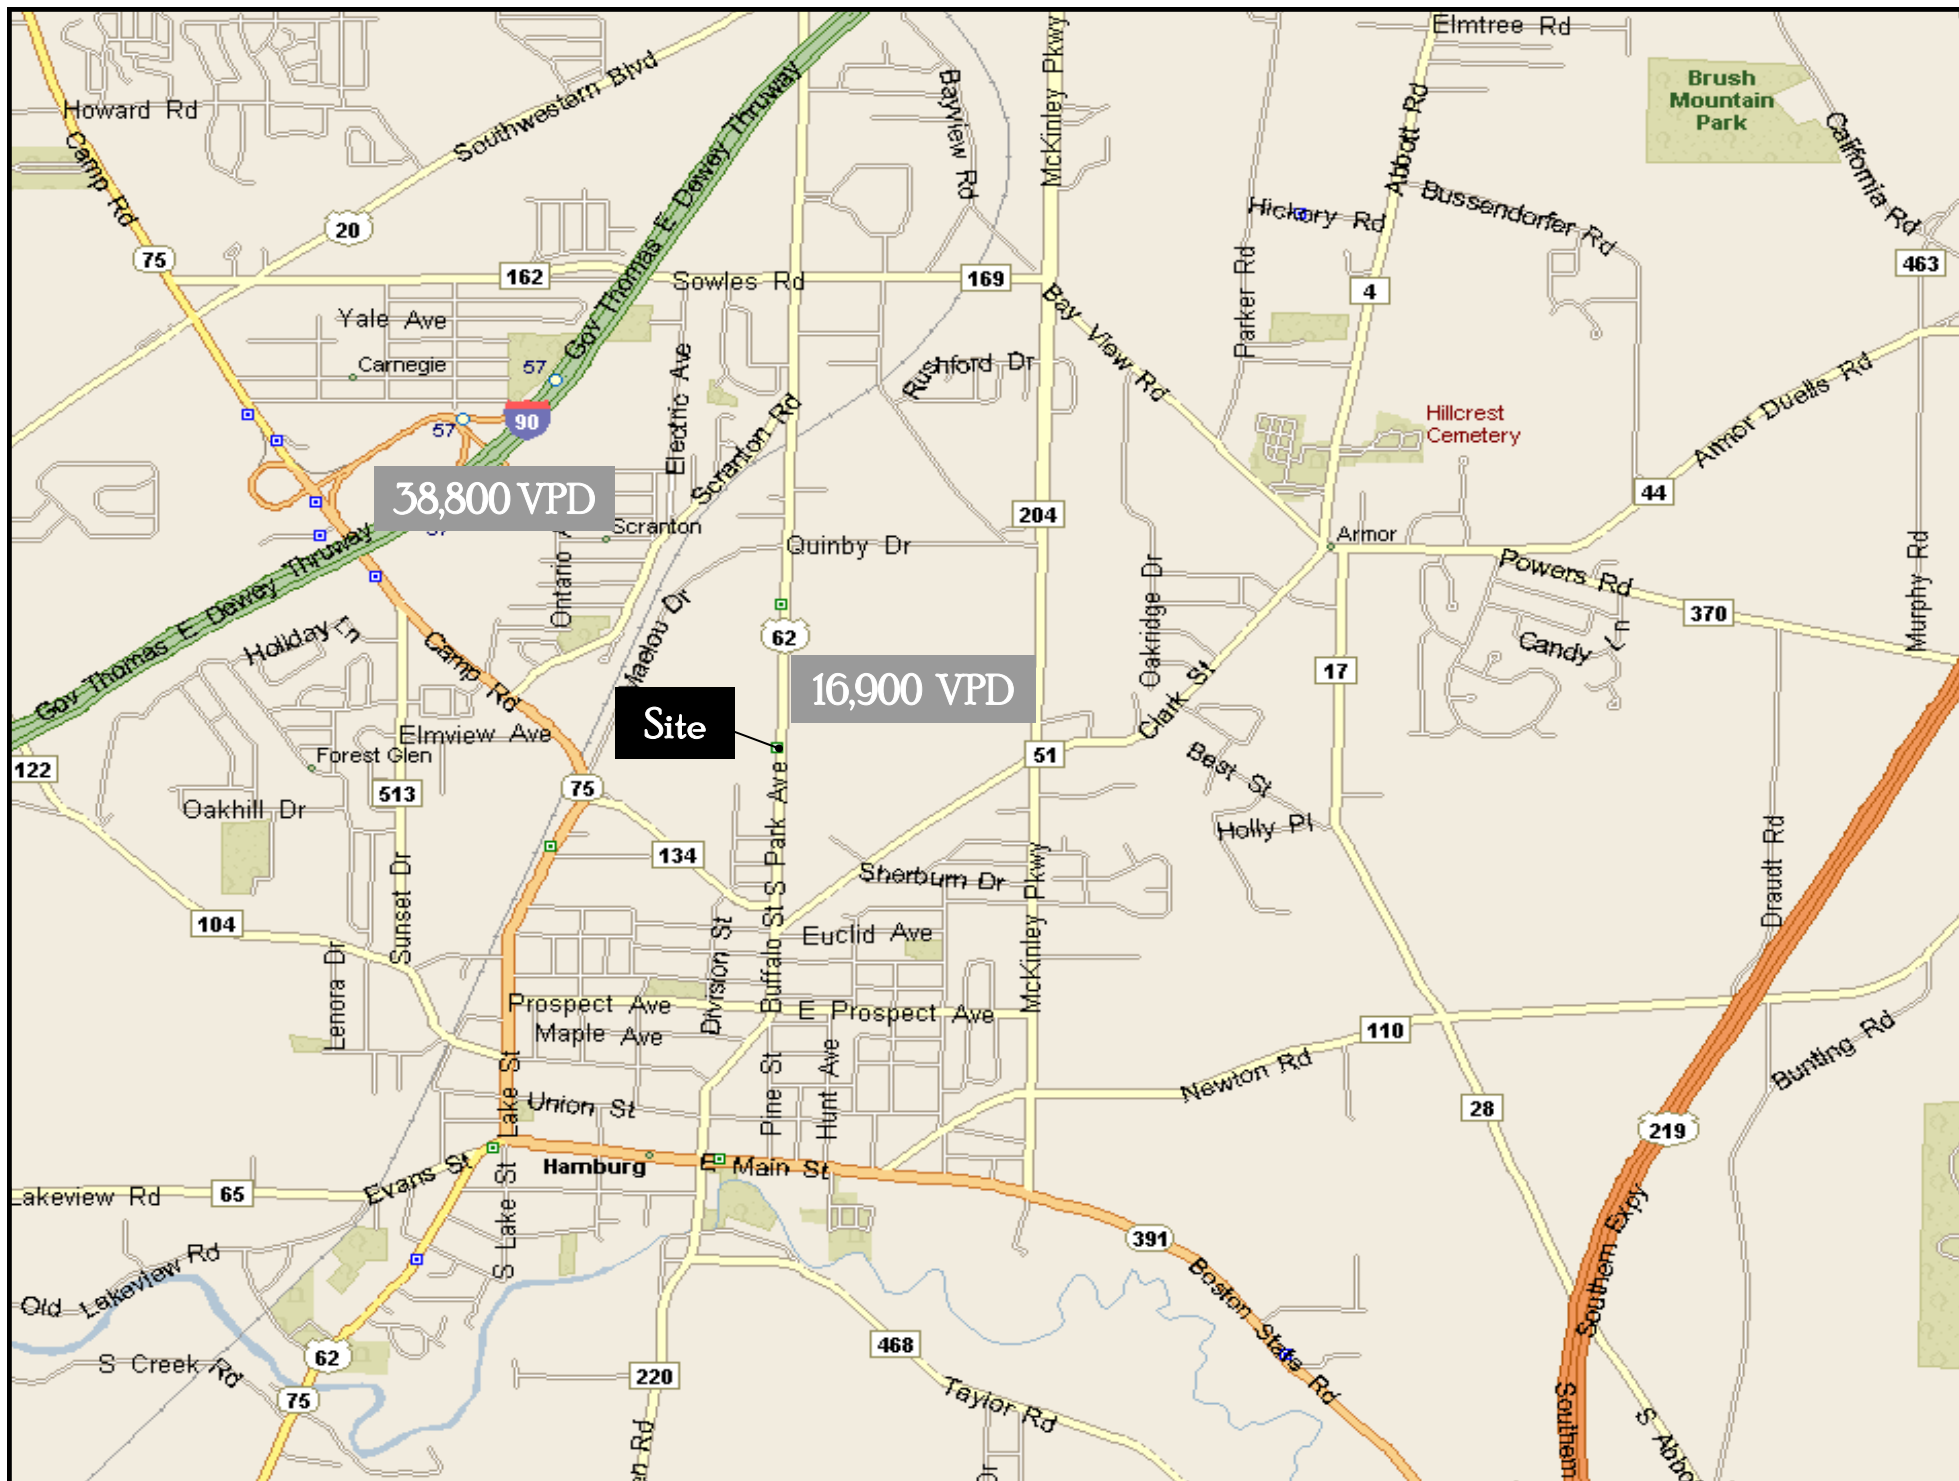 Elmtree Rd
Brush
Mountain
Park
Howard Rd
Southwestern Blvd
Camp Rd
Gov Thomas E Dewey Thruway
Bayview Rd
McKinley Pkwy
Abbott Rd
California Rd
Hickory Rd
Bussendorfer Rd
Parker Rd
20
75
162
Sowles Rd
169
463
4
Yale Ave
Bay View Rd
Carnegie
57
Rushford Dr
Electric Ave
90
57
Scranton Rd
Hillcrest
Cemetery
Armor Duells Rd
38,800 VPD
44
204
Scranton
Armor
Quinby Dr
Ontario
Powers Rd
Murphy Rd
Oakridge Dr
Gov Thomas E Dewey Thruway
Holiday Ln
Camp Rd
Maelou Dr
62
370
Candy Ln
17
16,900 VPD
Site
Clark St
Elmview Ave
Forest Glen
51
Best St
122
513
75
Oakhill Dr
Holly Pl
S Park Ave
134
Sherburn Dr
Draudt Rd
Sunset Dr
McKinley Pkwy
104
Euclid Ave
Division St
Buffalo St
Lenora Dr
Prospect Ave
E Prospect Ave
Maple Ave
110
Bunting Rd
Lake St
Pine St
Hunt Ave
Newton Rd
Union St
28
219
Hamburg
E Main St
Evans St
Lakeview Rd
65
S Lake St
391
Southern Expy
Old Lakeview Rd
Boston State Rd
62
468
S Creek Rd
220
75
Taylor Rd
Southern
S Abbo
en Rd
Dr